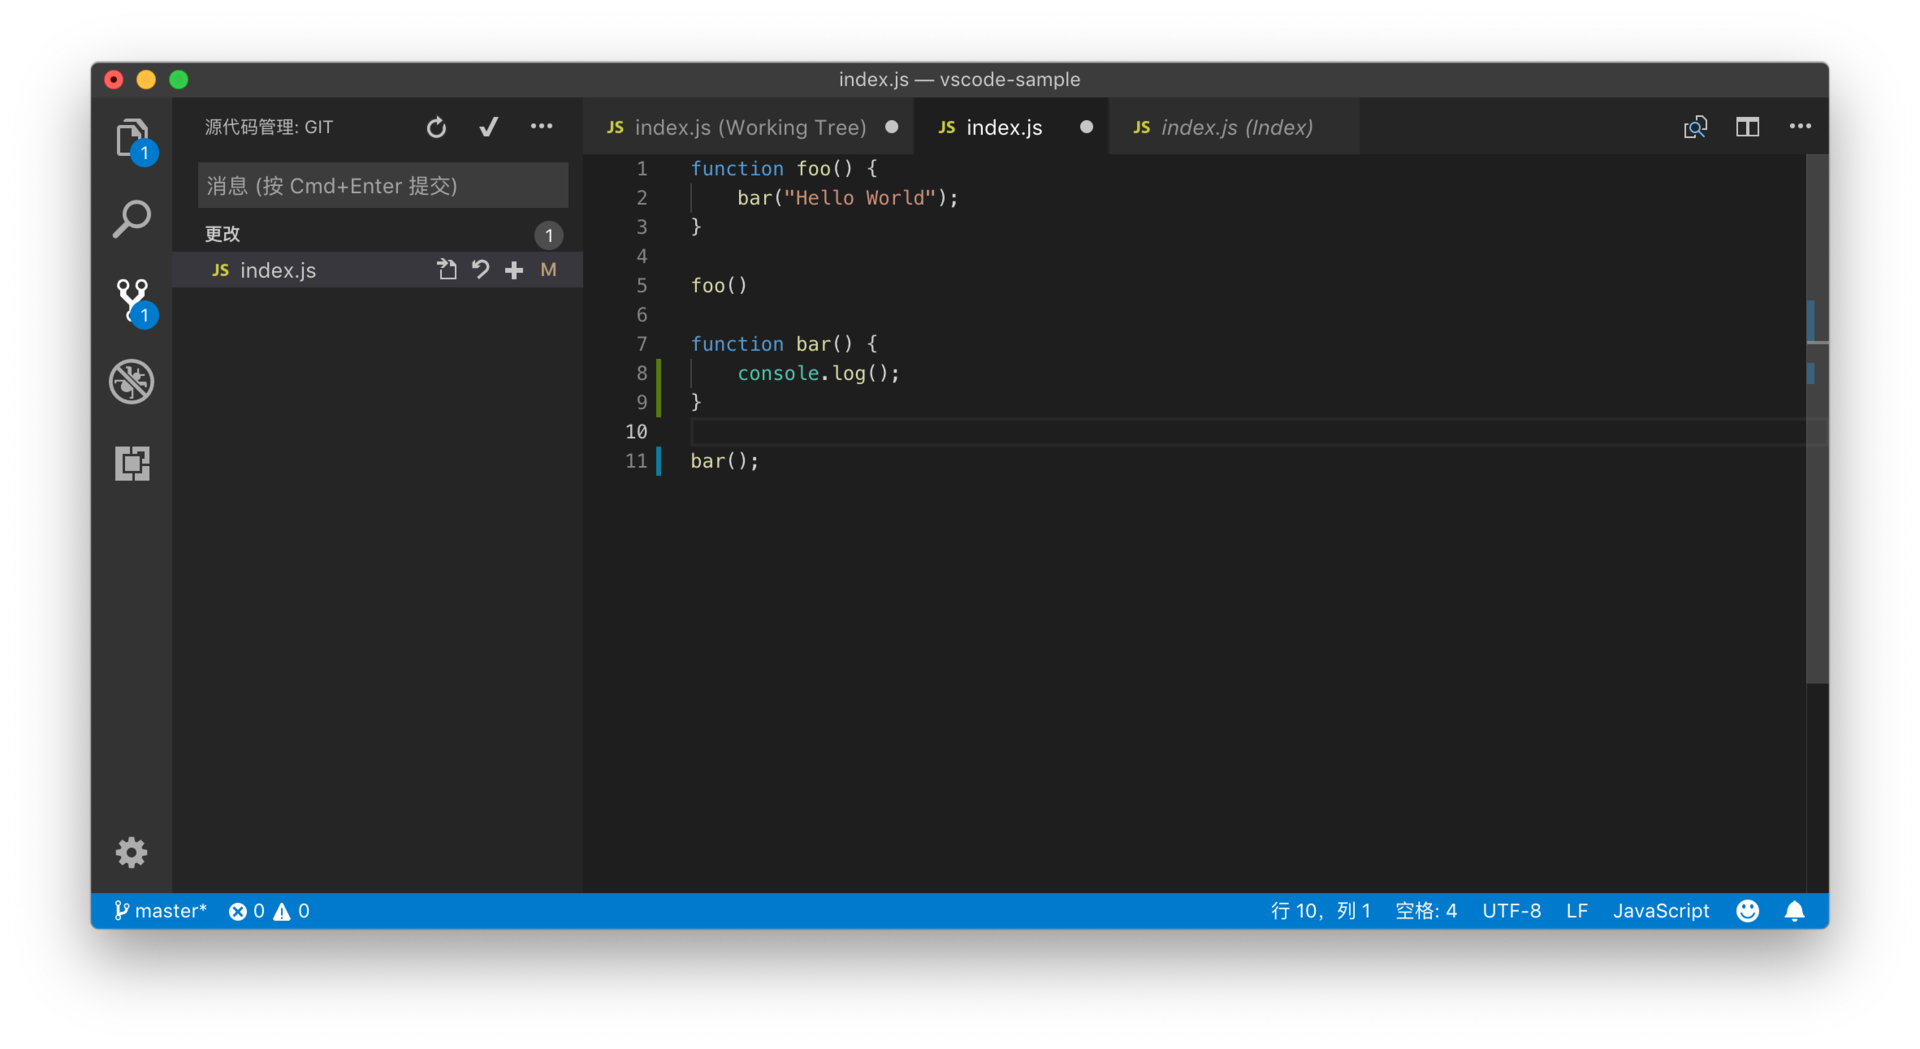 index.js — vscode-sample
源代码管理: GIT
JS index.js (Working Tree)
JS index.js
JS index.js (Index)
1
消息 (按 Cmd+Enter 提交)
更改 1
JS index.js M
1
1 function foo() {
2 bar("Hello World");
3 }
4
5 foo()
6
7 function bar() {
8 console.log();
9 }
10
11 bar();
master* 0 0
行 10，列 1 空格: 4 UTF-8 LF JavaScript